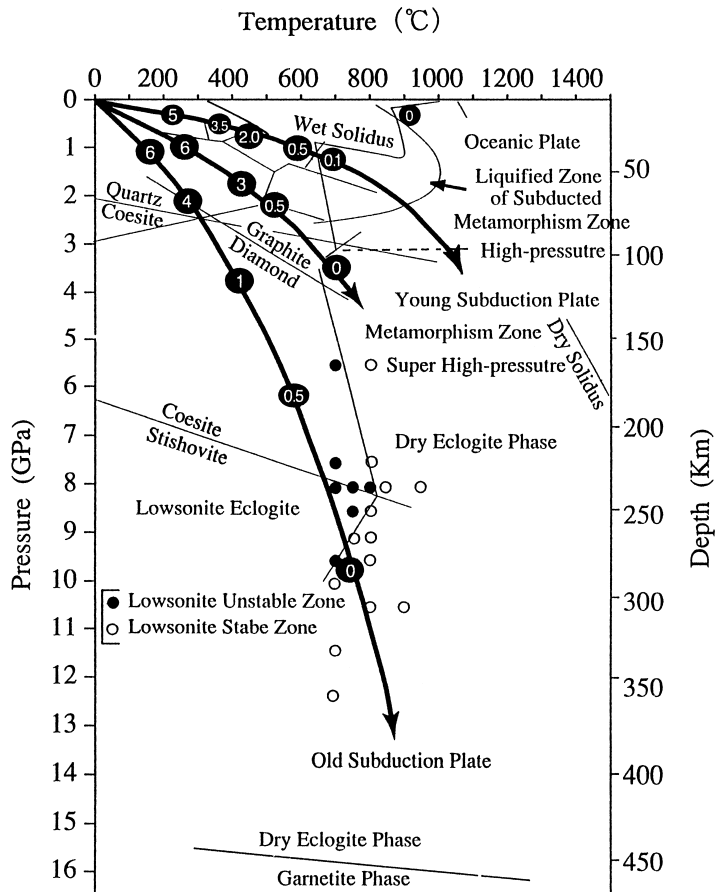 Temperature (℃)
0 200 400 600 800 1000 1200 1400
0
1
2
3
4
5
6
7
8
9
10
11
12
13
14
15
16
Pressure (GPa)
50
100
150
200
250
300
350
400
450
Depth (Km)
5
3.5
2.0
0.5
0.1
0
6
3
0.5
0
6
4
1
0.5
0
Wet Solidus
Oceanic Plate
Liquified Zone
of Subducted
Metamorphism Zone
High-pressutre
Quartz
Coesite
Graphite
Diamond
Young Subduction Plate
Metamorphism Zone
Super High-pressutre
Dry Solidus
Coesite
Stishovite
Dry Eclogite Phase
Lowsonite Eclogite
Lowsonite Unstable Zone
Lowsonite Stabe Zone
Old Subduction Plate
Dry Eclogite Phase
Garnetite Phase